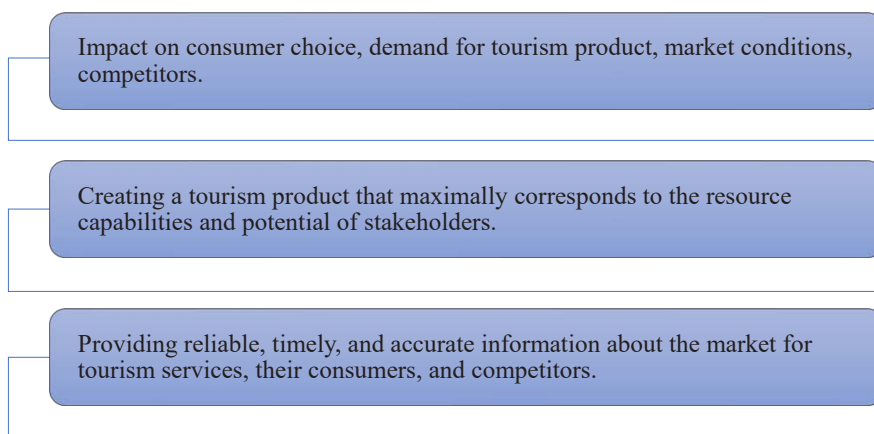 Impact on consumer choice, demand for tourism product, market conditions,
competitors.
Creating a tourism product that maximally corresponds to the resource
capabilities and potential of stakeholders.
Providing reliable, timely, and accurate information about the market for
tourism services, their consumers, and competitors.